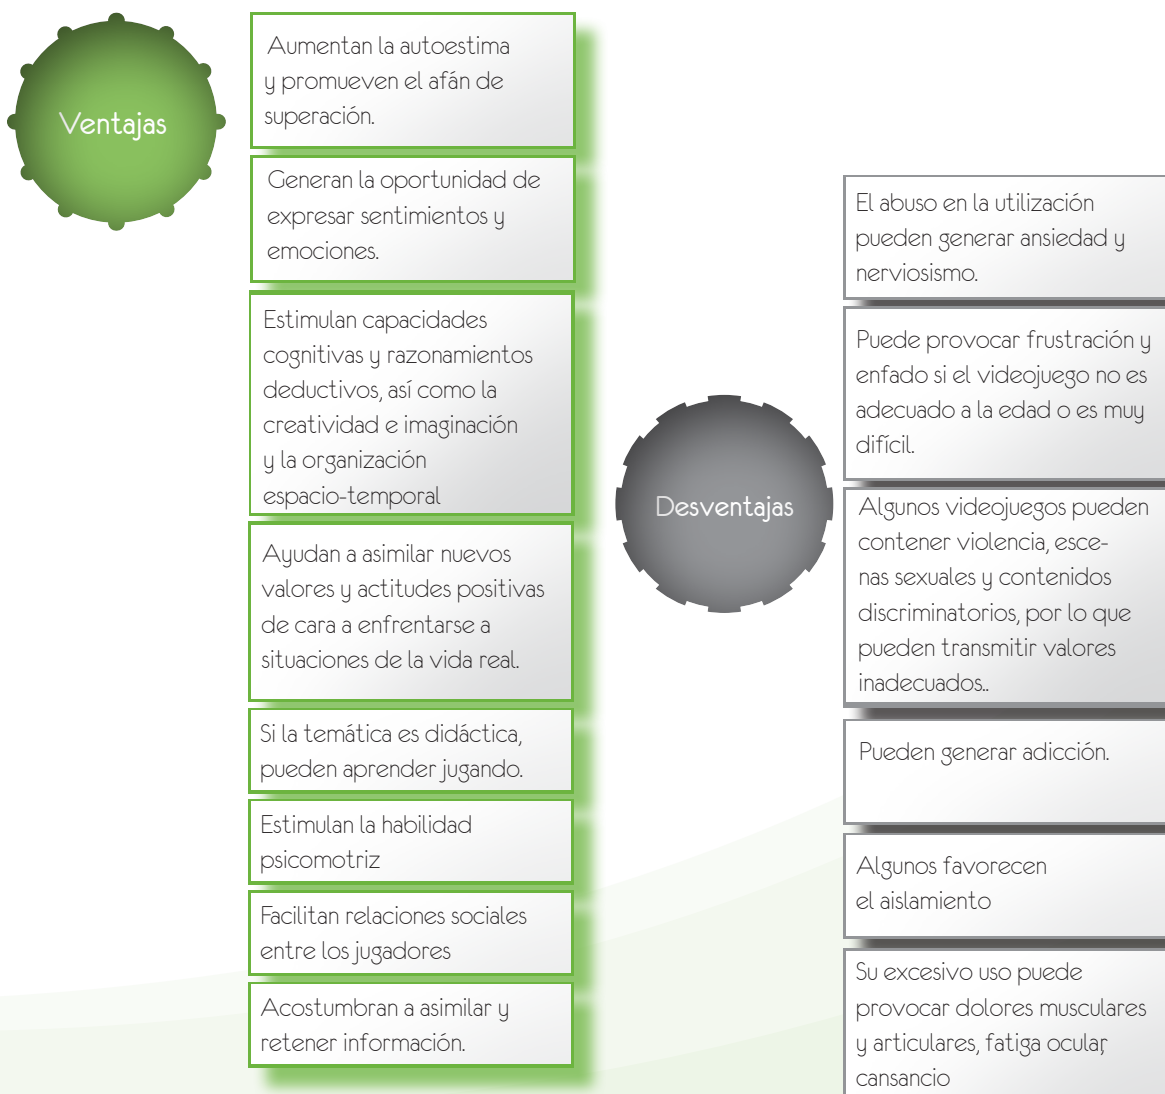 Ventajas
Aumentan la autoestima
y promueven el afán de
superación.
Generan la oportunidad de
expresar sentimientos y
emociones.
Estimulan capacidades
cognitivas y razonamientos
deductivos, así como la
creatividad e imaginación
y la organización
espacio-temporal
Ayudan a asimilar nuevos
valores y actitudes positivas
de cara a enfrentarse a
situaciones de la vida real.
Si la temática es didáctica,
pueden aprender jugando.
Estimulan la habilidad
psicomotriz
Facilitan relaciones sociales
entre los jugadores
Acostumbran a asimilar y
retener información.
Desventajas
El abuso en la utilización
pueden generar ansiedad y
nerviosismo.
Puede provocar frustración y
enfado si el videojuego no es
adecuado a la edad o es muy
difícil.
Algunos videojuegos pueden
contener violencia, esce-
nas sexuales y contenidos
discriminatorios, por lo que
pueden transmitir valores
inadecuados..
Pueden generar adicción.
Algunos favorecen
el aislamiento
Su excesivo uso puede
provocar dolores musculares
y articulares, fatiga ocular,
cansancio